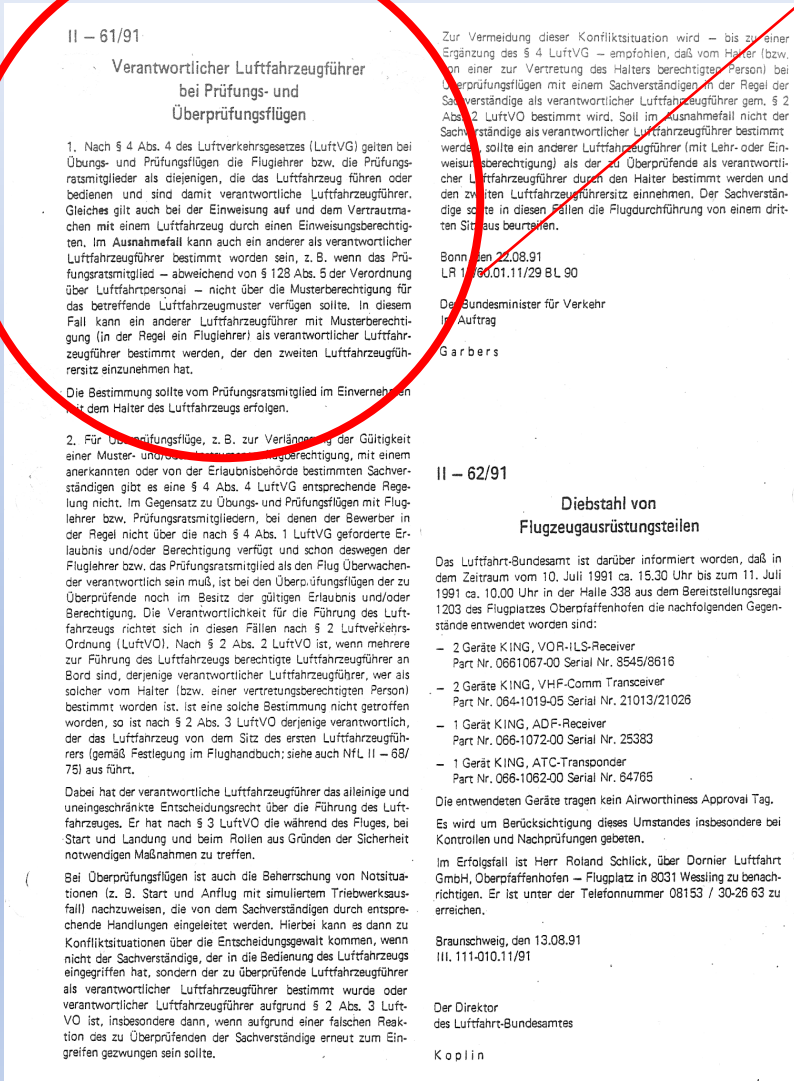 II — 61/91
Verantwortlicher Luftfahrzeugführer
bei Prüfungs- und
Überprüfungsflügen
1. Nach § 4 Abs. 4 des Luftverkehrsgesetzes (LuftVG) gelten bei
Übungs- und Prüfungsflügen die Fluglehrer bzw. die Prüfungs-
ratsmitglieder als diejenigen, die das Luftfahrzeug führen oder
bedienen und sind damit verantwortliche Luftfahrzeugführer.
Gleiches gilt auch bei der Einweisung auf und dem Vertrautma-
chen mit einem Luftfahrzeug durch einen Einweisungsberechtig-
ten. Im Ausnahmefall kann auch ein anderer als verantwortlicher
Luftfahrzeugführer bestimmt worden sein, z. B. wenn das Prü-
fungsratsmitglied — abweichend von § 128 Abs. 5 der Verordnung
über Luftfahrtpersonal — nicht über die Musterberechtigung für
das betreffende Luftfahrzeugmuster verfügen sollte. In diesem
Fall kann ein anderer Luftfahrzeugführer mit Musterberechti-
gung (in der Regel ein Fluglehrer) als verantwortlicher Luftfahr-
zeugführer bestimmt werden, der den zweiten Luftfahrzeugfüh-
rersitz einzunehmen hat.
Die Bestimmung sollte vom Prüfungsratsmitglied im Einvernehmen
mit dem Halter des Luftfahrzeugs erfolgen.
2. Für Überprüfungsflüge, z. B. zur Verlängerung der Gültigkeit
einer Muster- und/oder Instrumentenflugberechtigung, mit einem
anerkannten oder von der Erlaubnisbehörde bestimmten Sachver-
ständigen gibt es eine § 4 Abs. 4 LuftVG entsprechende Rege-
lung nicht. Im Gegensatz zu Übungs- und Prüfungsflügen mit Flug-
lehrer bzw. Prüfungsratsmitgliedern, bei denen der Bewerber in
der Regel nicht über die nach § 4 Abs. 1 LuftVG geforderte Er-
laubnis und/oder Berechtigung verfügt und schon deswegen der
Fluglehrer bzw. das Prüfungsratsmitglied als den Flug Überwachen-
der verantwortlich sein muß, ist bei den Überprüfungsflügen der zu
Überprüfende noch im Besitz der gültigen Erlaubnis und/oder
Berechtigung. Die Verantwortlichkeit für die Führung des Luft-
fahrzeugs richtet sich in diesen Fällen nach § 2 Luftverkehrs-
Ordnung (LuftVO). Nach § 2 Abs. 2 LuftVO ist, wenn mehrere
zur Führung des Luftfahrzeugs berechtigte Luftfahrzeugführer an
Bord sind, derjenige verantwortlicher Luftfahrzeugführer, wer als
solcher vom Halter (bzw. einer vertretungsberechtigten Person)
bestimmt worden ist. Ist eine solche Bestimmung nicht getroffen
worden, so ist nach § 2 Abs. 3 LuftVO derjenige verantwortlich,
der das Luftfahrzeug von dem Sitz des ersten Luftfahrzeugfüh-
rers (gemäß Festlegung im Flughandbuch; siehe auch NfL II — 68/
75) aus führt.
Dabei hat der verantwortliche Luftfahrzeugführer das alleinige und
uneingeschränkte Entscheidungsrecht über die Führung des Luft-
fahrzeuges. Er hat nach § 3 LuftVO die während des Fluges, bei
Start und Landung und beim Rollen aus Gründen der Sicherheit
notwendigen Maßnahmen zu treffen.
Bei Überprüfungsflügen ist auch die Beherrschung von Notsitua-
tionen (z. B. Start und Anflug mit simuliertem Triebwerksaus-
fall) nachzuweisen, die von dem Sachverständigen durch entspre-
chende Handlungen eingeleitet werden. Hierbei kann es dann zu
Konfliktsituationen über die Entscheidungsgewalt kommen, wenn
nicht der Sachverständige, der in die Bedienung des Luftfahrzeugs
eingegriffen hat, sondern der zu überprüfende Luftfahrzeugführer
als verantwortlicher Luftfahrzeugführer bestimmt wurde oder
verantwortlicher Luftfahrzeugführer aufgrund § 2 Abs. 3 Luft-
VO ist, insbesondere dann, wenn aufgrund einer falschen Reak-
tion des zu Überprüfenden der Sachverständige erneut zum Ein-
greifen gezwungen sein sollte.
Zur Vermeidung dieser Konfliktsituation wird — bis zu einer
Ergänzung des § 4 LuftVG — empfohlen, daß vom Halter (bzw.
von einer zur Vertretung des Halters berechtigten Person) bei
Überprüfungsflügen mit einem Sachverständigen in der Regel der
Sachverständige als verantwortlicher Luftfahrzeugführer gem. § 2
Abs. 2 LuftVO bestimmt wird. Soll im Ausnahmefall nicht der
Sachverständige als verantwortlicher Luftfahrzeugführer bestimmt
werden, sollte ein anderer Luftfahrzeugführer (mit Lehr- oder Ein-
weisungsberechtigung) als der zu Überprüfende als verantwortli-
cher Luftfahrzeugführer durch den Halter bestimmt werden und
den zweiten Luftfahrzeugführersitz einnehmen. Der Sachverstän-
dige sollte in diesen Fällen die Flugdurchführung von einem drit-
ten Sitz aus beurteilen.
Bonn, den 22.08.91
LR 1 /60.01.11/29 BL 90
Der Bundesminister für Verkehr
Im Auftrag
Garbers
II — 62/91
Diebstahl von
Flugzeugausrüstungsteilen
Das Luftfahrt-Bundesamt ist darüber informiert worden, daß in
dem Zeitraum vom 10. Juli 1991 ca. 15.30 Uhr bis zum 11. Juli
1991 ca. 10.00 Uhr in der Halle 338 aus dem Bereitstellungsregal
1203 des Flugplatzes Oberpfaffenhofen die nachfolgenden Gegen-
stände entwendet worden sind:
— 2 Geräte KING, VOR-ILS-Receiver
Part Nr. 0661067-00 Serial Nr. 8545/8616
— 2 Geräte KING, VHF-Comm Transceiver
Part Nr. 064-1019-05 Serial Nr. 21013/21026
— 1 Gerät KING, ADF-Receiver
Part Nr. 066-1072-00 Serial Nr. 25383
— 1 Gerät KING, ATC-Transponder
Part Nr. 066-1062-00 Serial Nr. 64765
Die entwendeten Geräte tragen kein Airworthiness Approval Tag.
Es wird um Berücksichtigung dieses Umstandes insbesondere bei
Kontrollen und Nachprüfungen gebeten.
Im Erfolgsfall ist Herr Roland Schlick, über Dornier Luftfahrt
GmbH, Oberpfaffenhofen — Flugplatz in 8031 Wessling zu benach-
richtigen. Er ist unter der Telefonnummer 08153 / 30-26 63 zu
erreichen.
Braunschweig, den 13.08.91
III. 111-010.11/91
Der Direktor
des Luftfahrt-Bundesamtes
Koplin